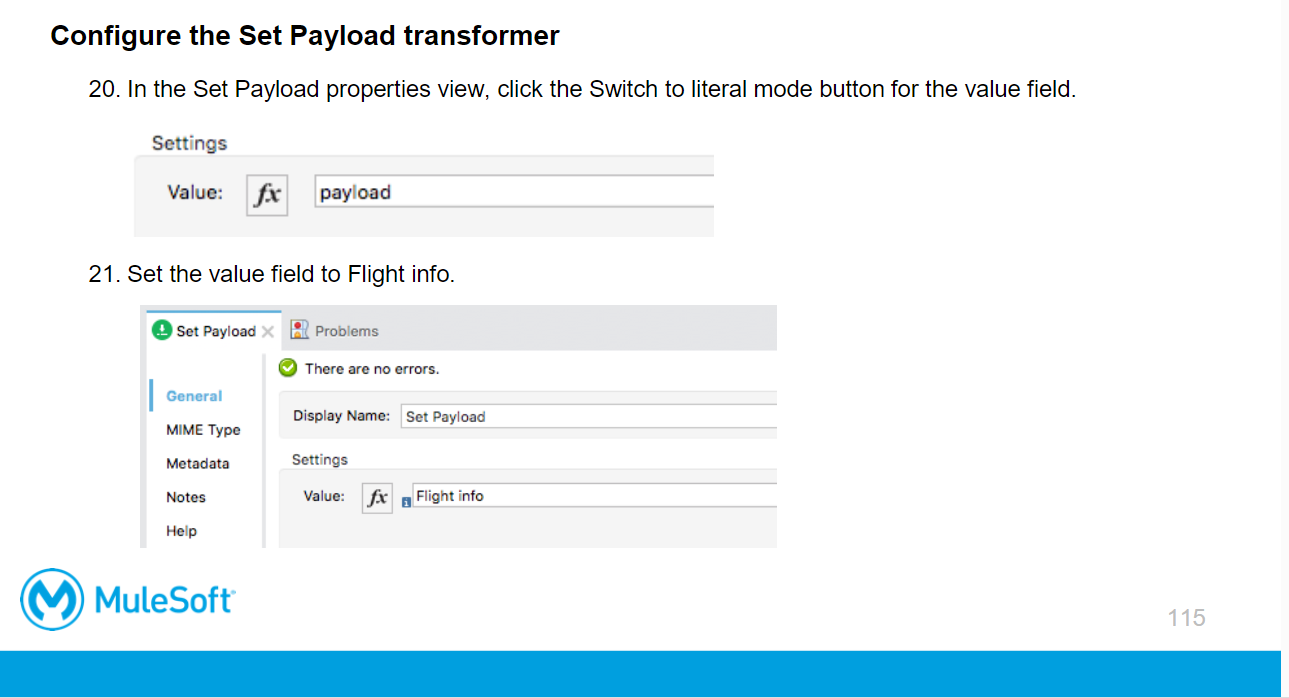 Configure the Set Payload transformer
20. In the Set Payload properties view, click the Switch to literal mode button for the value field.
Settings
Value: fx payload
21. Set the value field to Flight info.
Set Payload Problems
There are no errors.
General
Display Name: Set Payload
MIME Type
Metadata
Settings
Notes
Value: fx Flight info
Help
MuleSoft
115